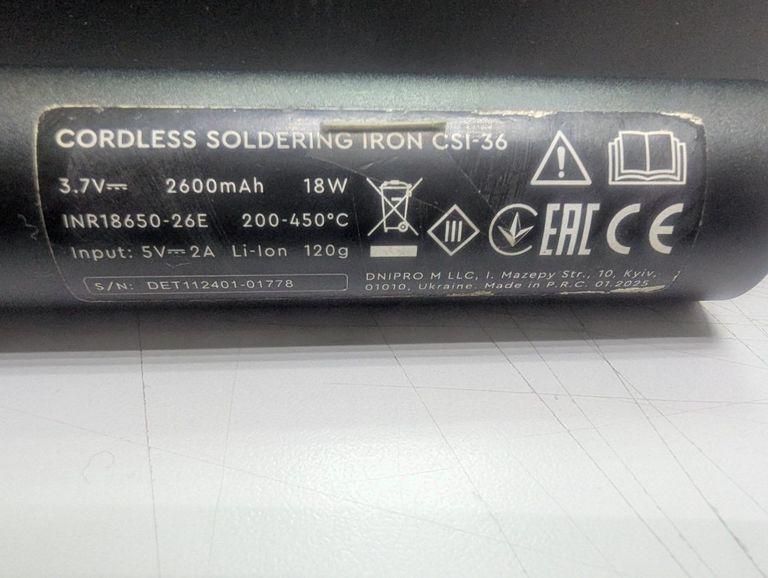 CORDLESS SOLDERING IRON CSI-36
3.7V⎓ 2600mAh 18W
INR18650-26E 200-450°C
Input: 5V⎓2A Li-Ion 120g
III
EAC CE
S/N: DET112401-01778
DNIPRO M LLC, I. Mazepy Str., 10, Kyiv,
01010, Ukraine. Made in P.R.C. 01.2025